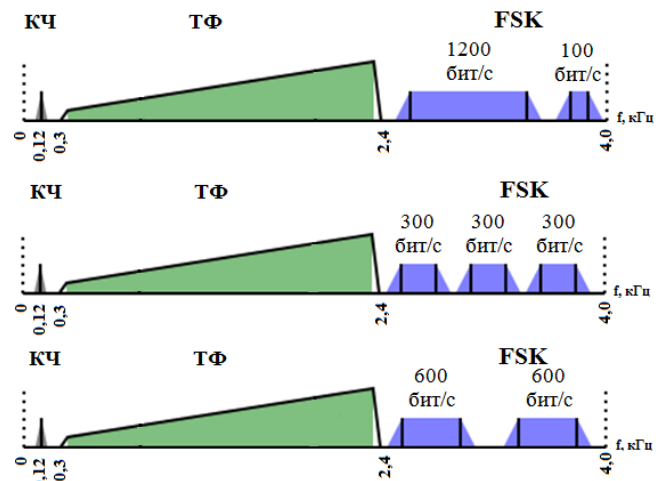 КЧ ТФ FSK
1200 100
бит/с бит/с
f, кГц
0 0,12 0,3 2,4 4,0
КЧ ТФ FSK
300 300 300
бит/с бит/с бит/с
f, кГц
0 0,12 0,3 2,4 4,0
КЧ ТФ FSK
600 600
бит/с бит/с
f, кГц
0 0,12 0,3 2,4 4,0